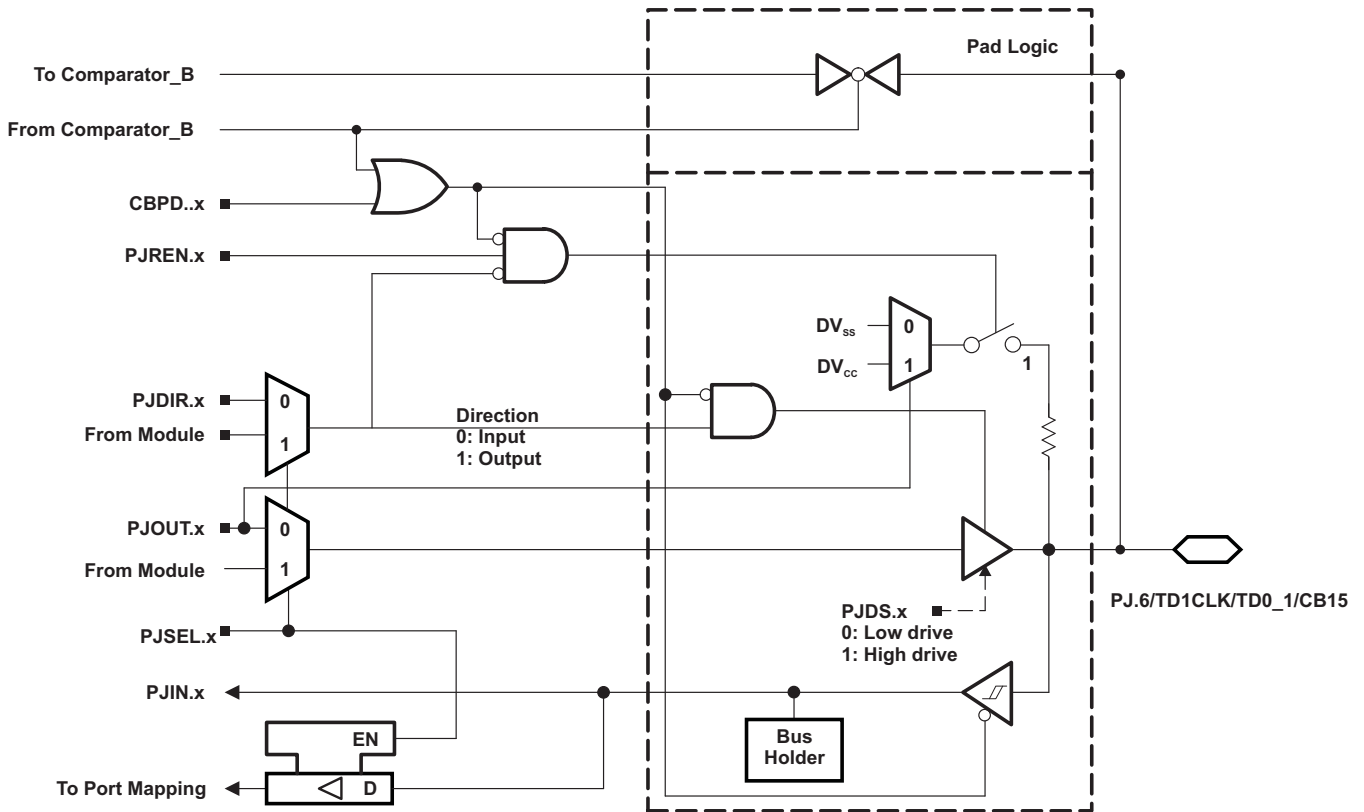 Pad Logic
To Comparator_B
From Comparator_B
CBPD..x
PJREN.x
DVSS
0
DVCC
1
1
PJDIR.x
0
From Module
1
Direction
0: Input
1: Output
PJOUT.x
0
From Module
1
PJDS.x
0: Low drive
1: High drive
PJ.6/TD1CLK/TD0_1/CB15
PJSEL.x
PJIN.x
EN
Bus
Holder
To Port Mapping
D